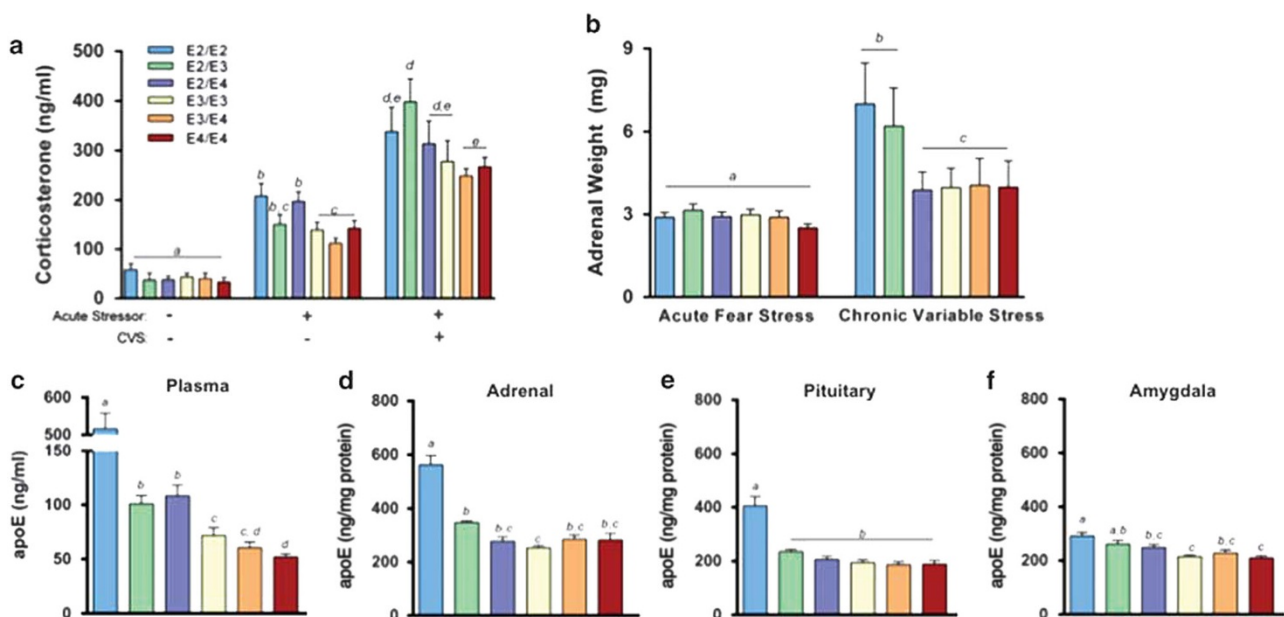 a
Corticosterone (ng/ml)
500
400
300
200
100
0
E2/E2
E2/E3
E2/E4
E3/E3
E3/E4
E4/E4
a
b
b,c
b
c
d,e
d
d,e
e
Acute Stressor: - + +
CVS: - - +
b
Adrenal Weight (mg)
9
6
3
0
a
b
c
Acute Fear Stress Chronic Variable Stress
c
Plasma
apoE (ng/ml)
600
500
150
100
50
0
a
b
b
c
c,d
d
d
Adrenal
apoE (ng/mg protein)
800
600
400
200
0
a
b
b,c
c
b,c
b,c
e
Pituitary
apoE (ng/mg protein)
800
600
400
200
0
a
b
f
Amygdala
apoE (ng/mg protein)
800
600
400
200
0
a
a,b
b,c
c
b,c
c